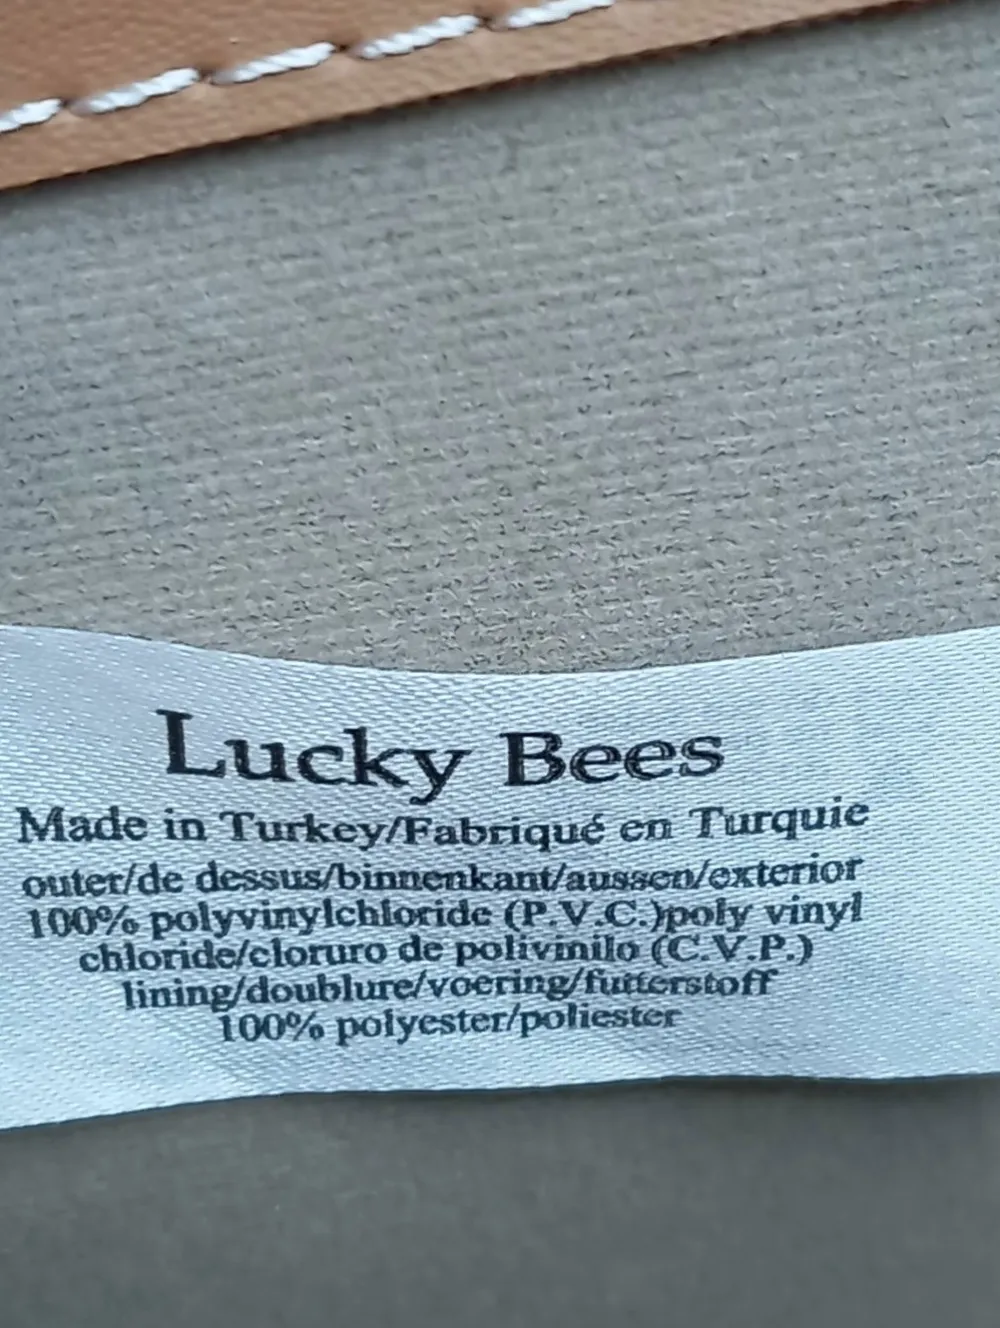 Lucky Bees
Made in Turkey/Fabriqué en Turquie
outer/de dessus/binnenkant/aussen/exterior
100% polyvinylchloride (P.V.C.)poly vinyl
chloride/cloruro de polivinilo (C.V.P.)
lining/doublure/voering/futterstoff
100% polyester/poliester